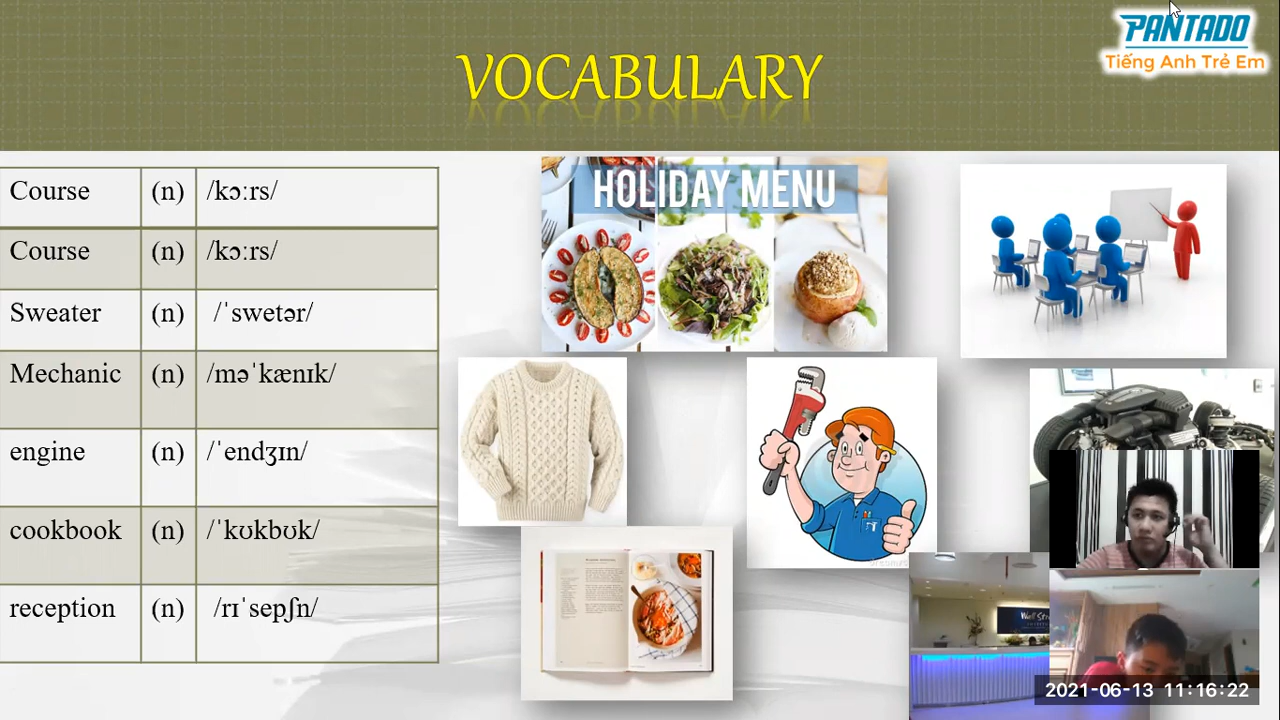 PANTADO
Tiếng Anh Trẻ Em
VOCABULARY
Course (n) /kɔːrs/
Course (n) /kɔːrs/
Sweater (n) /ˈswetər/
Mechanic (n) /məˈkænɪk/
engine (n) /ˈendʒɪn/
cookbook (n) /ˈkʊkbʊk/
reception (n) /rɪˈsepʃn/
HOLIDAY MENU
2021-06-13 11:16:22